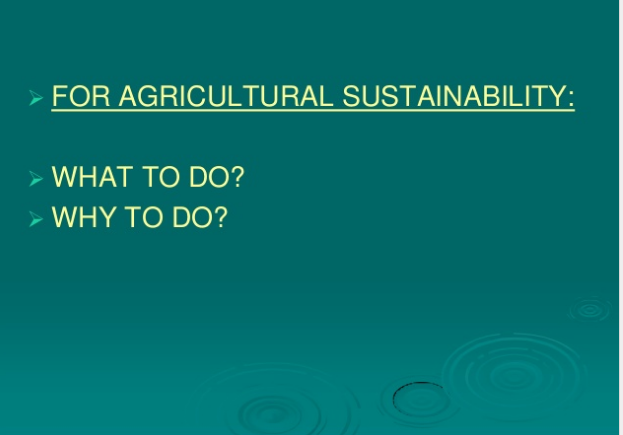 FOR AGRICULTURAL SUSTAINABILITY:
WHAT TO DO?
WHY TO DO?